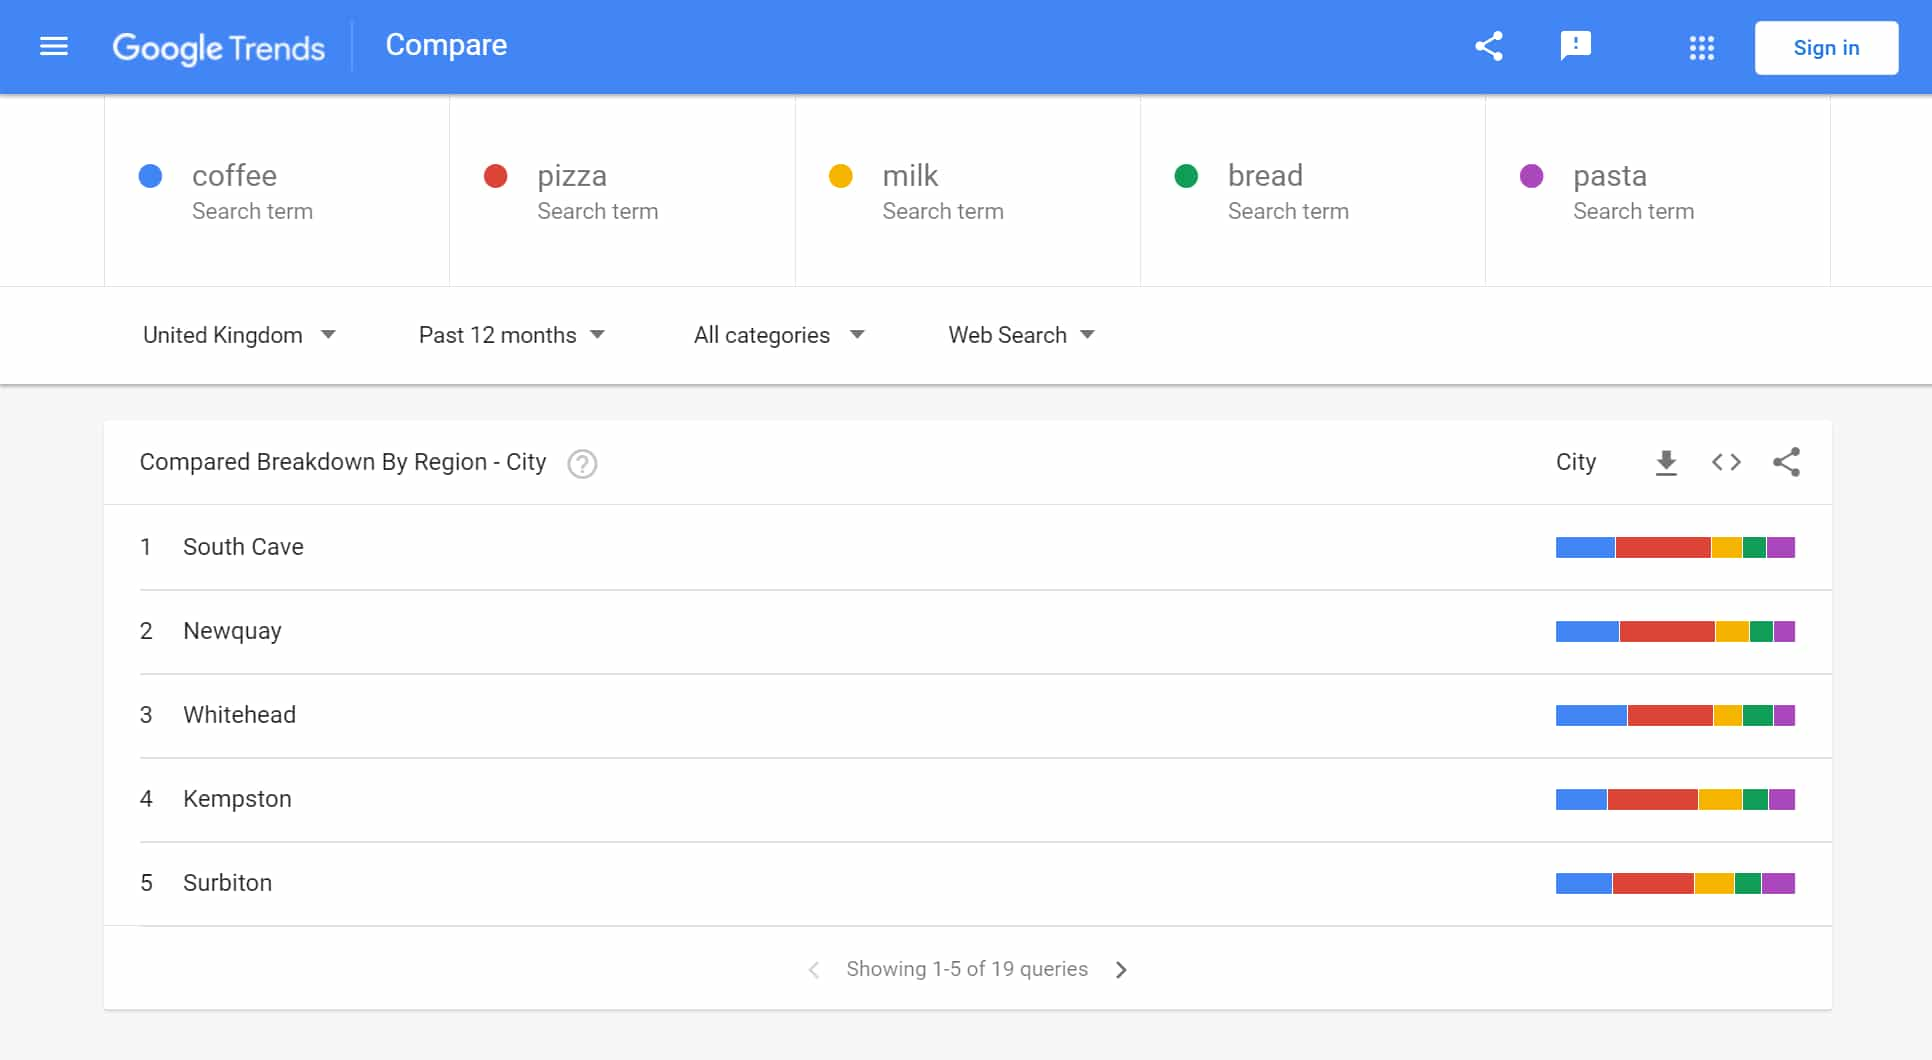 Google Trends Compare Sign in
coffee pizza milk bread pasta
Search term Search term Search term Search term Search term
United Kingdom Past 12 months All categories Web Search
Compared Breakdown By Region - City ? City
1 South Cave
2 Newquay
3 Whitehead
4 Kempston
5 Surbiton
Showing 1-5 of 19 queries